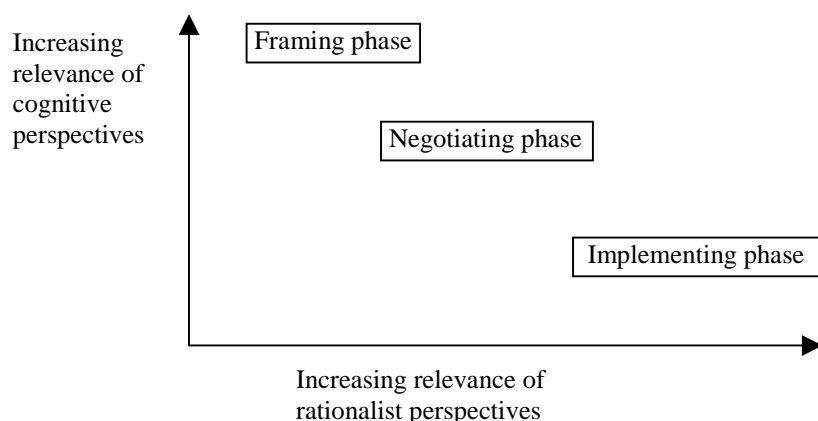 Increasing
relevance of
cognitive
perspectives
Framing phase
Negotiating phase
Implementing phase
Increasing relevance of
rationalist perspectives